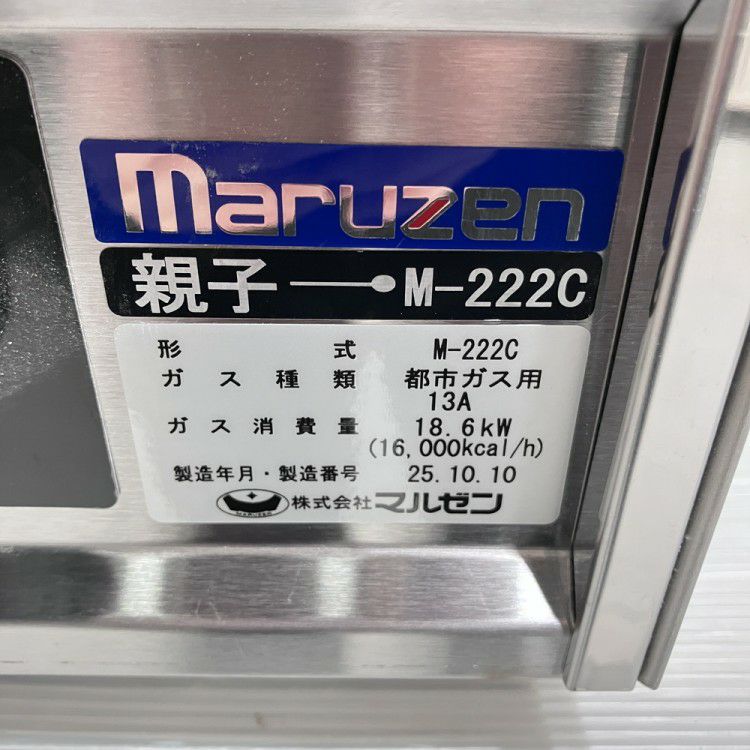 maruzen
親子 M-222C
形式 M-222C
ガス種類 都市ガス用
13A
ガス消費量 18.6kW
(16,000kcal/h)
製造年月・製造番号 25.10.10
MARUZEN 株式会社マルゼン